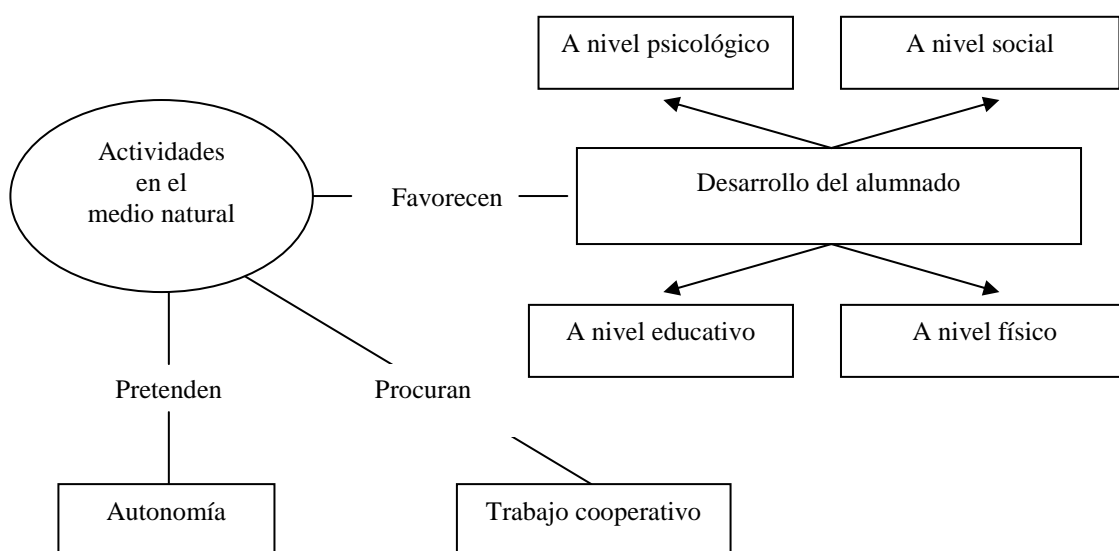 A nivel psicológico
A nivel social
Actividades
en el
medio natural
Favorecen
Desarrollo del alumnado
A nivel educativo
A nivel físico
Pretenden
Procuran
Autonomía
Trabajo cooperativo